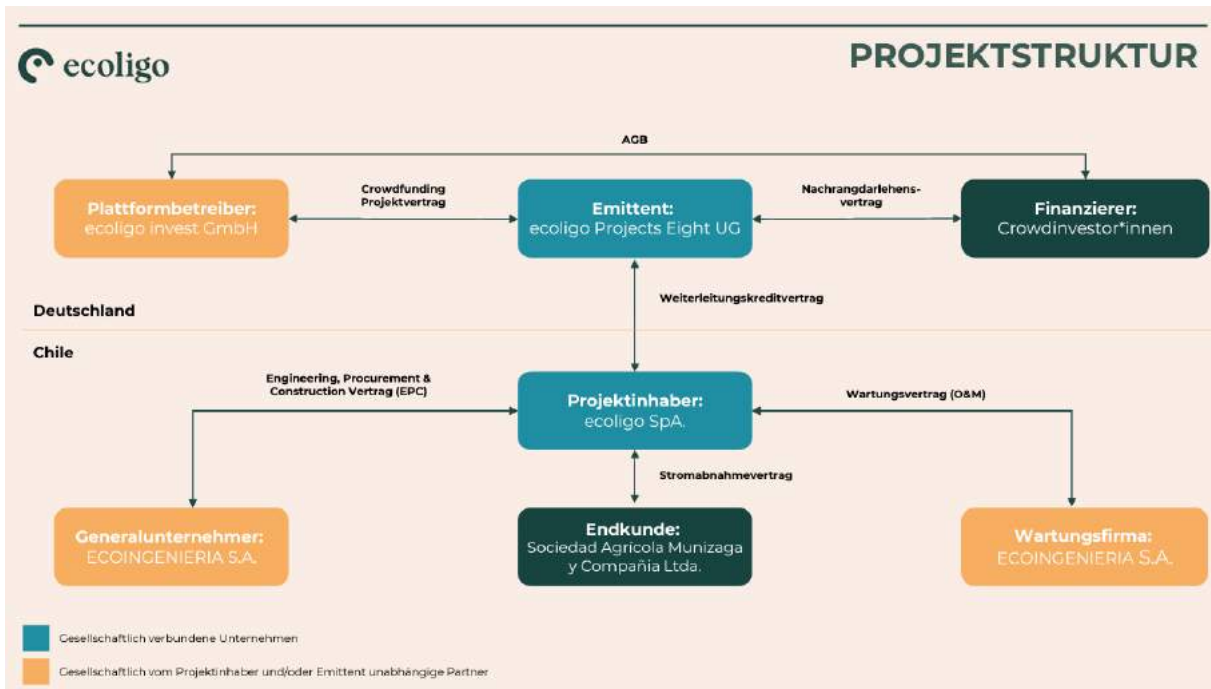 ecoligo
PROJEKTSTRUKTUR
AGB
Plattformbetreiber:
ecoligo invest GmbH
Crowdfunding
Projektvertrag
Emittent:
ecoligo Projects Eight UG
Nachrangdarlehens-
vertrag
Finanzierer:
Crowdinvestor*innen
Weiterleitungskreditvertrag
Deutschland
Chile
Engineering, Procurement &
Construction Vertrag (EPC)
Projektinhaber:
ecoligo SpA.
Wartungsvertrag (O&M)
Stromabnahmevertrag
Generalunternehmer:
ECOINGENIERIA S.A.
Endkunde:
Sociedad Agrícola Munizaga
y Compañia Ltda.
Wartungsfirma:
ECOINGENIERIA S.A.
Gesellschaftlich verbundene Unternehmen
Gesellschaftlich vom Projektinhaber und/oder Emittent unabhängige Partner